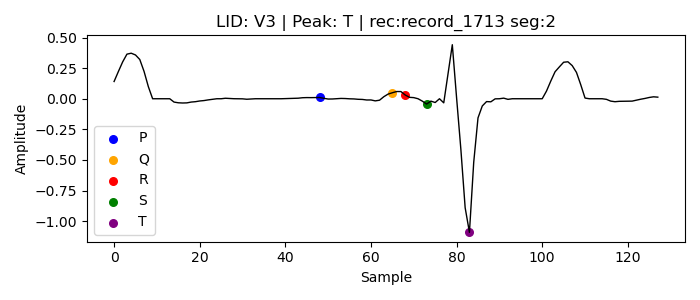 LID: V3 | Peak: T | rec:record_1713 seg:2
0.50
0.25
0.00
−0.25
−0.50
−0.75
−1.00
Amplitude
P
Q
R
S
T
0 20 40 60 80 100 120
Sample